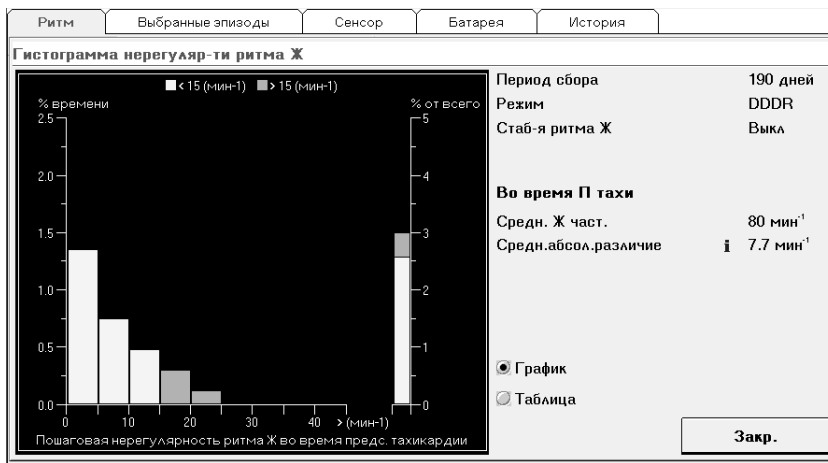 Ритм Выбранные эпизоды Сенсор Батарея История
Гистограмма нерегуляр-ти ритма Ж
< 15 (мин-1) > 15 (мин-1)
% времени % от всего
2.5 5
2.0 4
1.5 3
1.0 2
0.5 1
0.0 0
0 10 20 30 40 > (мин-1)
Пошаговая нерегулярность ритма Ж во время предс. тахикардии
Период сбора 190 дней
Режим DDDR
Стаб-я ритма Ж Выкл
Во время П тахи
Средн. Ж част. 80 мин⁻¹
Средн.абсол.различие i 7.7 мин⁻¹
График
Таблица
Закр.